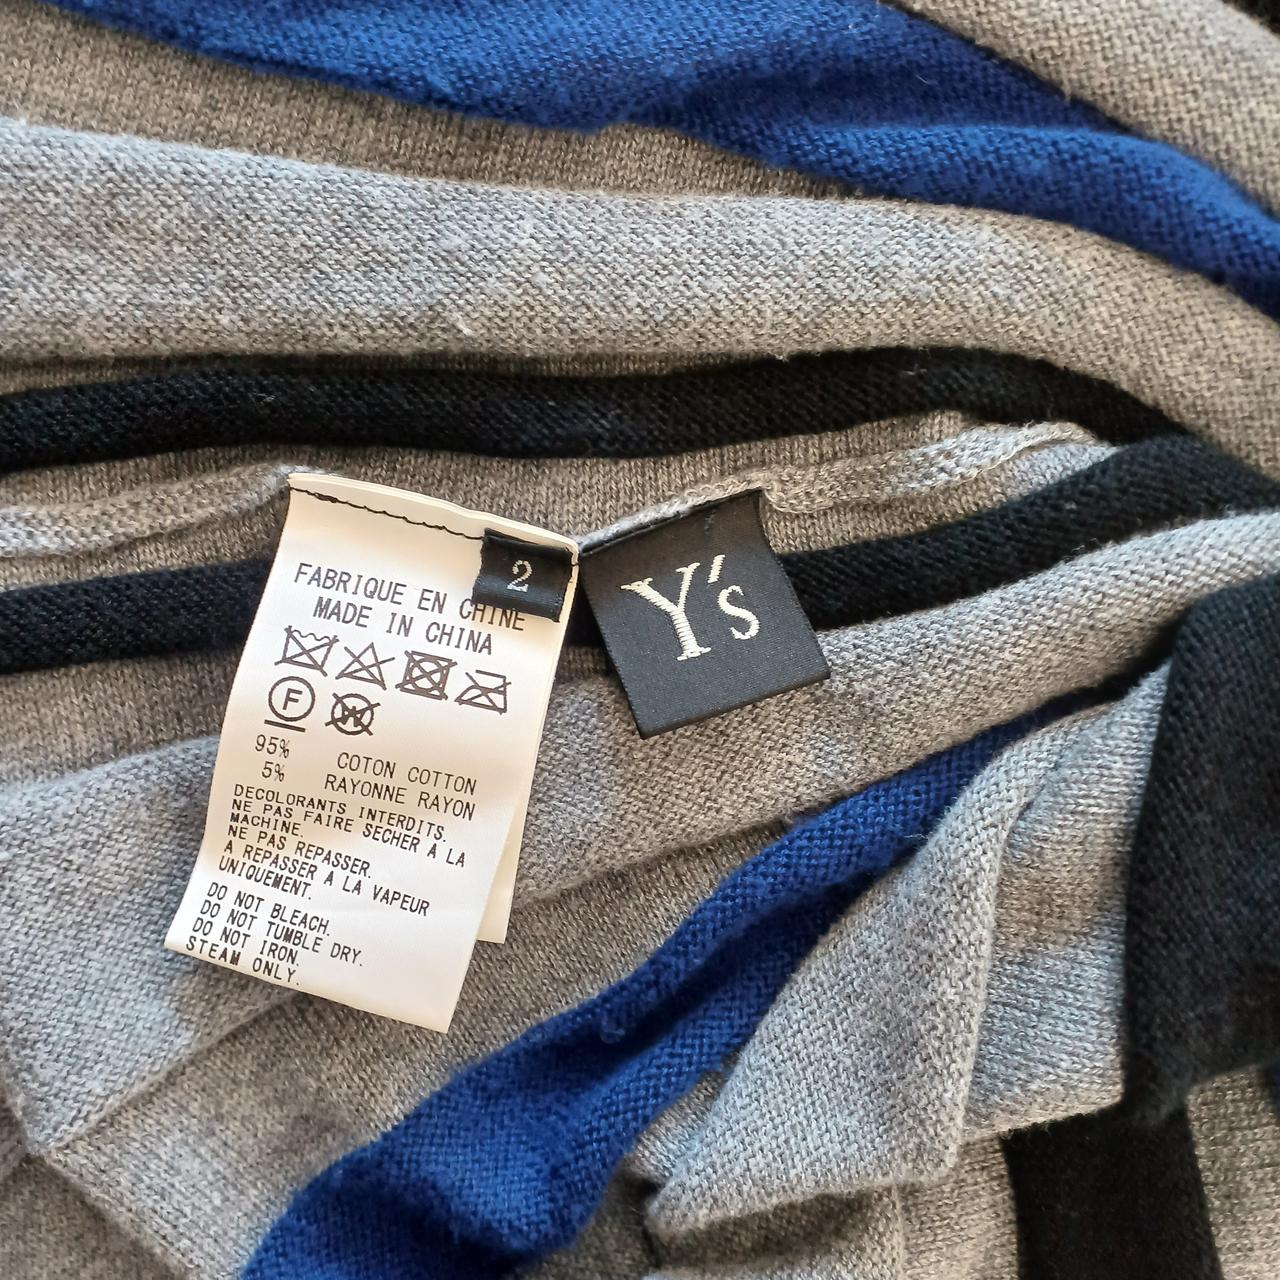 2
Y's
FABRIQUE EN CHINE
MADE IN CHINA
F
W
95% COTON COTTON
5% RAYONNE RAYON
DECOLORANTS INTERDITS.
NE PAS FAIRE SECHER A LA
MACHINE.
NE PAS REPASSER.
A REPASSER A LA VAPEUR
UNIQUEMENT.
DO NOT BLEACH.
DO NOT TUMBLE DRY.
DO NOT IRON.
STEAM ONLY.